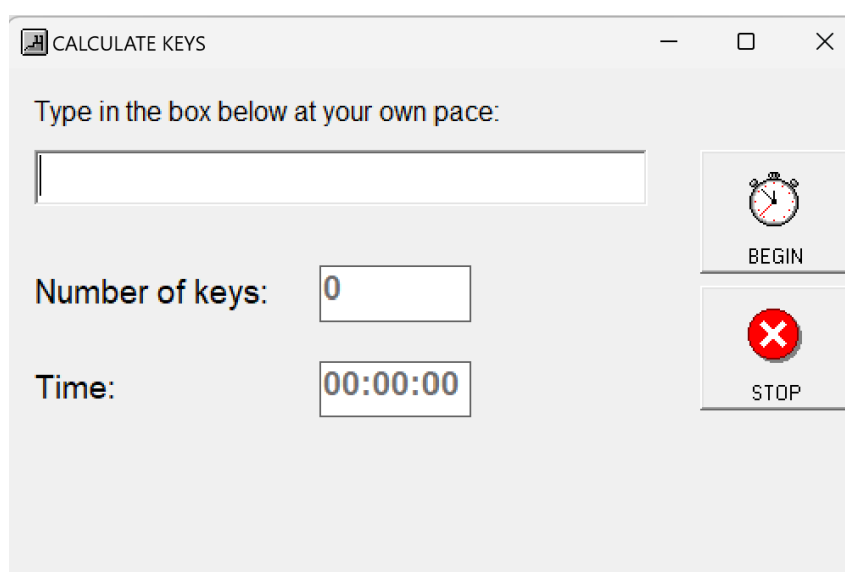 CALCULATE KEYS
Type in the box below at your own pace:
BEGIN
Number of keys: 0
STOP
Time: 00:00:00